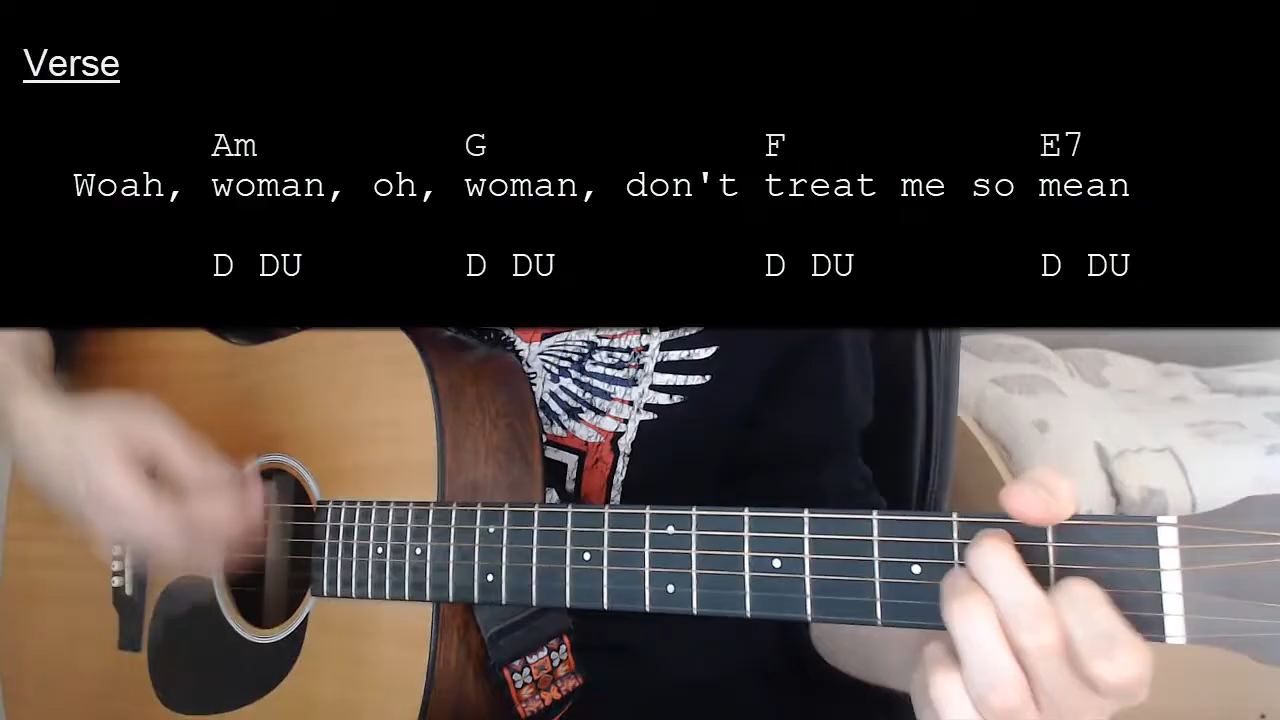 Verse
Am G F E7
Woah, woman, oh, woman, don't treat me so mean
D DU D DU D DU D DU